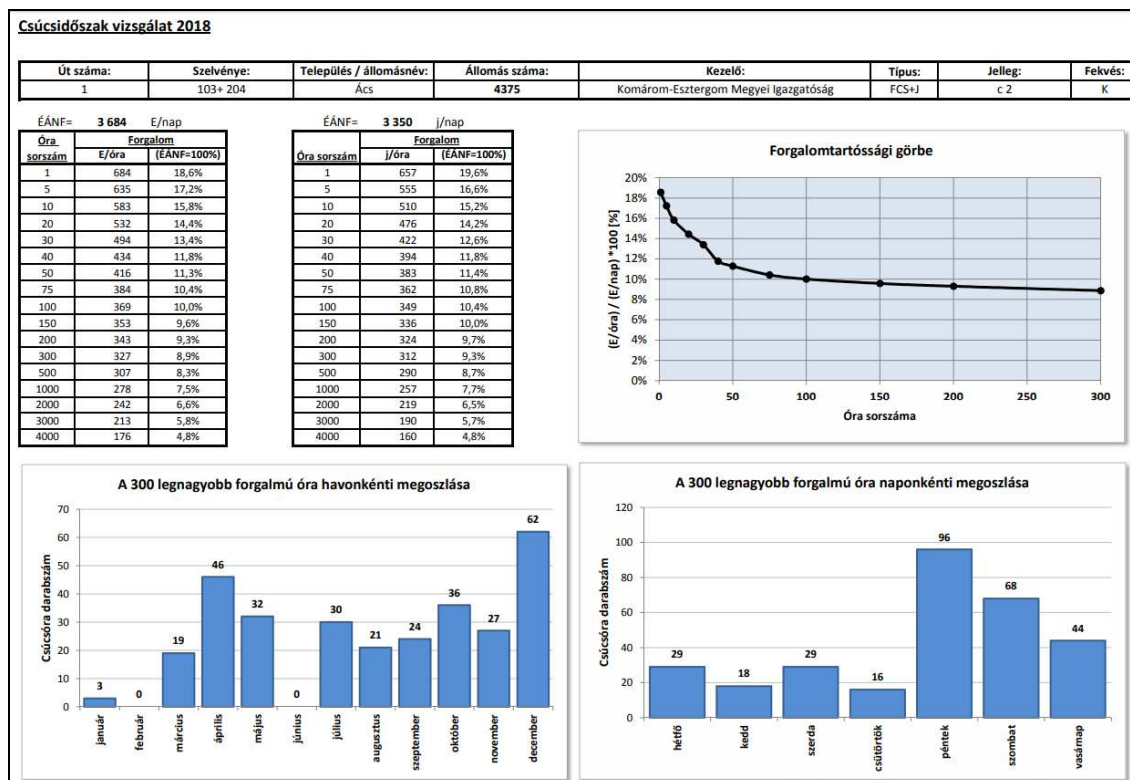 Csúcsidőszak vizsgálat 2018
Út száma: Szelvénye: Település / állomásnév: Állomás száma: Kezelő: Típus: Jelleg: Fekvés:
1 103+ 204 Ács 4375 Komárom-Esztergom Megyei Igazgatóság FCS+J c 2 K
ÉÁNF= 3 684 E/nap
Óra sorszám Forgalom
E/óra (ÉÁNF=100%)
1 684 18,6%
5 635 17,2%
10 583 15,8%
20 532 14,4%
30 494 13,4%
40 434 11,8%
50 416 11,3%
75 384 10,4%
100 369 10,0%
150 353 9,6%
200 343 9,3%
300 327 8,9%
500 307 8,3%
1000 278 7,5%
2000 242 6,6%
3000 213 5,8%
4000 176 4,8%
ÉÁNF= 3 350 j/nap
Forgalom
Óra sorszám j/óra (ÉÁNF=100%)
1 657 19,6%
5 555 16,6%
10 510 15,2%
20 476 14,2%
30 422 12,6%
40 394 11,8%
50 383 11,4%
75 362 10,8%
100 349 10,4%
150 336 10,0%
200 324 9,7%
300 312 9,3%
500 290 8,7%
1000 257 7,7%
2000 219 6,5%
3000 190 5,7%
4000 160 4,8%
Forgalomtartóssági görbe
(E/óra) / (E/nap) *100 [%]
20%
18%
16%
14%
12%
10%
8%
6%
4%
2%
0%
0 50 100 150 200 250 300
Óra sorszáma
A 300 legnagyobb forgalmú óra havonkénti megoszlása
Csúcsóra darabszám
70
60
50
40
30
20
10
0
3 0 19 46 32 0 30 21 24 36 27 62
január február március április május június július augusztus szeptember október november december
A 300 legnagyobb forgalmú óra naponkénti megoszlása
Csúcsóra darabszám
120
100
80
60
40
20
0
29 18 29 16 96 68 44
hétfő kedd szerda csütörtök péntek szombat vasárnap